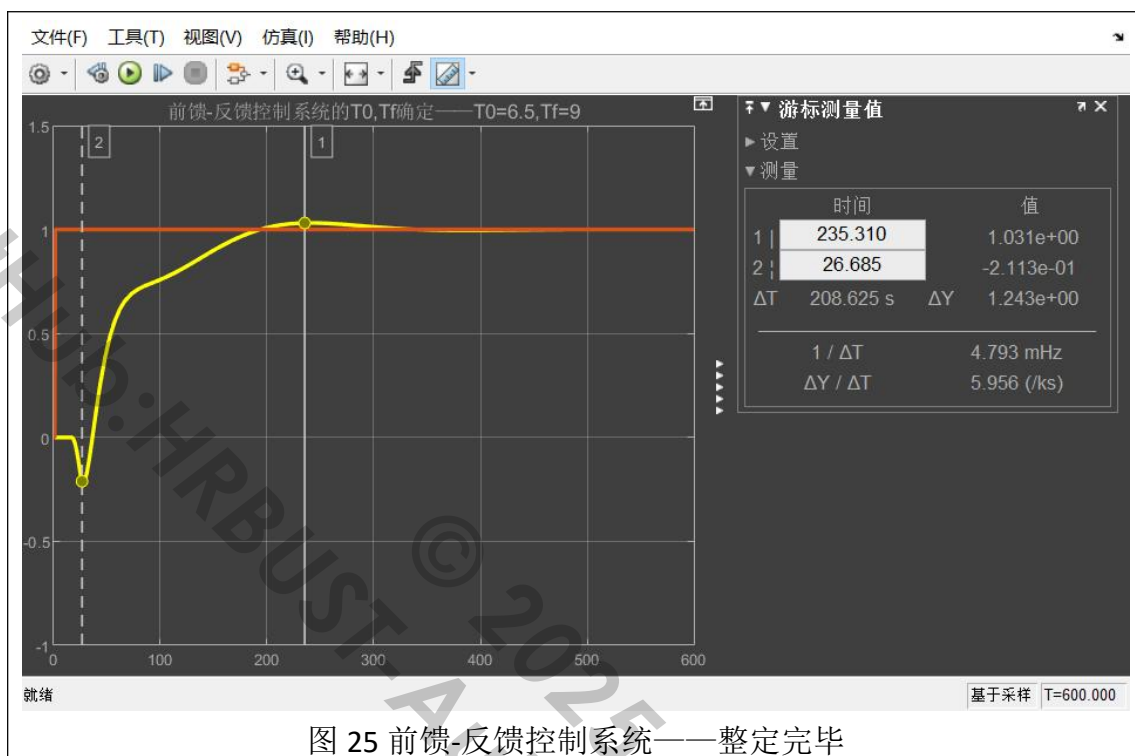 文件(F) 工具(T) 视图(V) 仿真(I) 帮助(H)
前馈-反馈控制系统的T0,Tf确定——T0=6.5,Tf=9
1.5
1
0.5
0
-0.5
-1
0 100 200 300 400 500 600
2
1
游标测量值
设置
测量
时间 值
1 235.310 1.031e+00
2 26.685 -2.113e-01
ΔT 208.625 s ΔY 1.243e+00
1 / ΔT 4.793 mHz
ΔY / ΔT 5.956 (/ks)
就绪 基于采样 T=600.000
图 25 前馈-反馈控制系统——整定完毕
Hub:HRBUST-A
© 2025